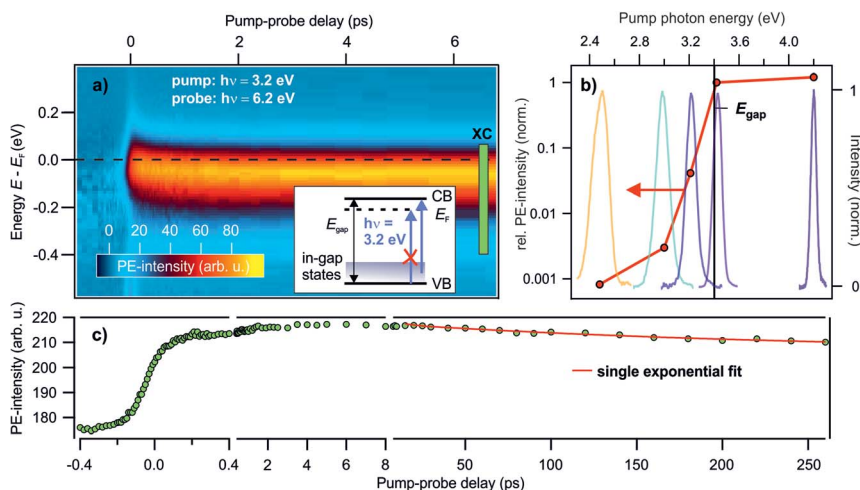 Pump-probe delay (ps)
0 2 4 6
a)
pump: hν = 3.2 eV
probe: hν = 6.2 eV
XC
Energy E - E_F (eV)
0.2
0.0
-0.2
-0.4
0 20 40 60 80
PE-intensity (arb. u.)
CB
E_gap
hν =
3.2 eV
E_F
in-gap
states
VB
Pump photon energy (eV)
2.4 2.8 3.2 3.6 4.0
b)
E_gap
rel. PE-intensity (norm.)
1
0.1
0.01
0.001
Intensity (norm.)
1
0
c)
PE-intensity (arb. u.)
220
210
200
190
180
single exponential fit
-0.4 0.0 0.4 2 4 6 8 50 100 150 200 250
Pump-probe delay (ps)